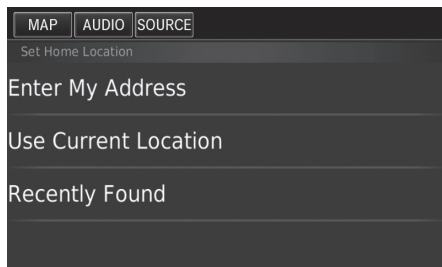 MAP AUDIO SOURCE
Set Home Location
Enter My Address
Use Current Location
Recently Found